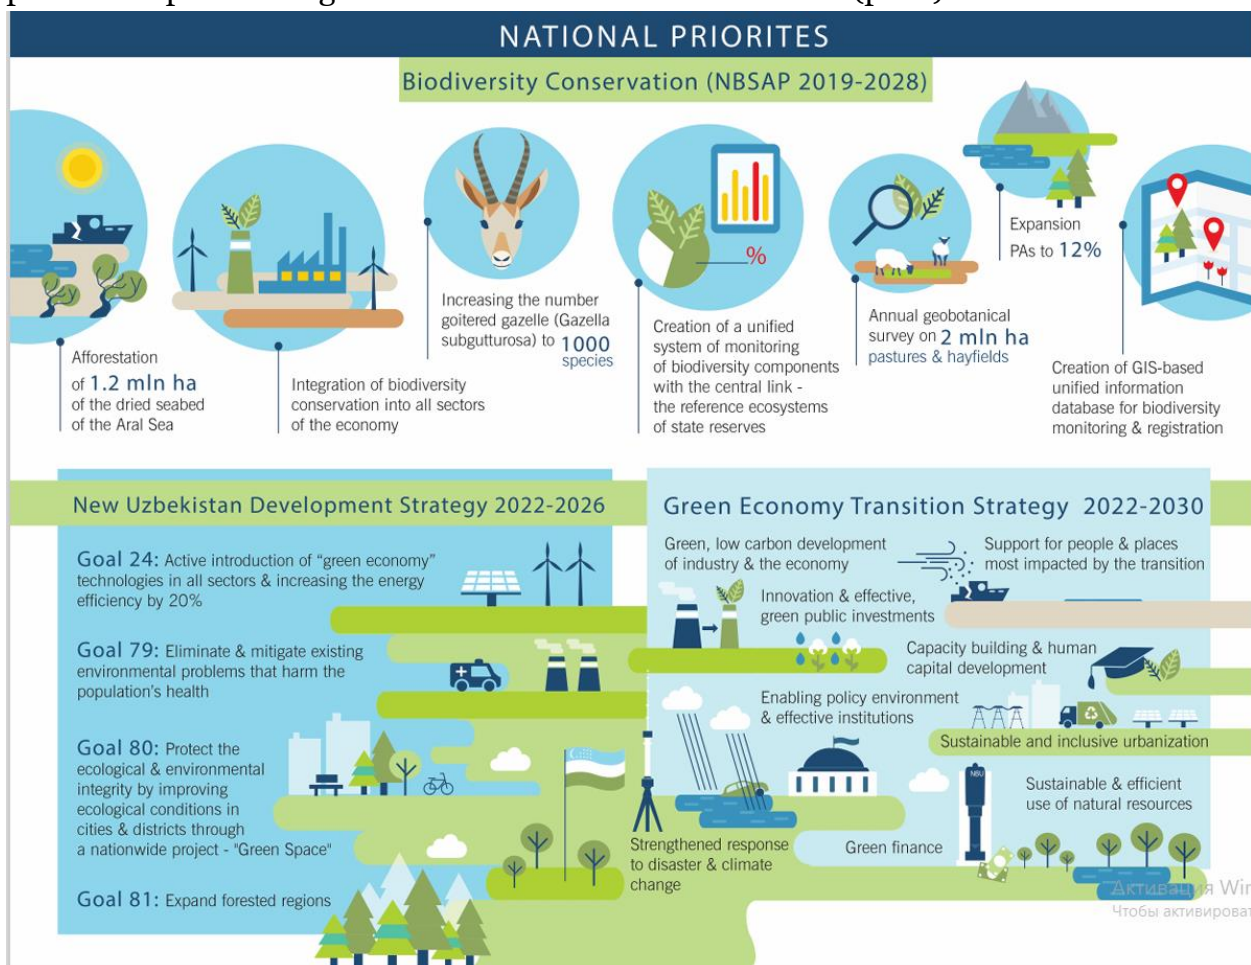 NATIONAL PRIORITES
Biodiversity Conservation (NBSAP 2019-2028)
Afforestation
of 1.2 mln ha
of the dried seabed
of the Aral Sea
Integration of biodiversity
conservation into all sectors
of the economy
Increasing the number
goitered gazelle (Gazella
subgutturosa) to 1000
species
%
Creation of a unified
system of monitoring
of biodiversity components
with the central link -
the reference ecosystems
of state reserves
Annual geobotanical
survey on 2 mln ha
pastures & hayfields
Expansion
PAs to 12%
Creation of GIS-based
unified information
database for biodiversity
monitoring & registration
New Uzbekistan Development Strategy 2022-2026
Goal 24: Active introduction of "green economy"
technologies in all sectors & increasing the energy
efficiency by 20%
Goal 79: Eliminate & mitigate existing
environmental problems that harm the
population's health
Goal 80: Protect the
ecological & environmental
integrity by improving
ecological conditions in
cities & districts through
a nationwide project - "Green Space"
Goal 81: Expand forested regions
Green Economy Transition Strategy 2022-2030
Green, low carbon development
of industry & the economy
Support for people & places
most impacted by the transition
Innovation & effective,
green public investments
Capacity building & human
capital development
Enabling policy environment
& effective institutions
Sustainable and inclusive urbanization
NBU
Sustainable & efficient
use of natural resources
Strengthened response
to disaster & climate
change
Green finance
Активация Win
Чтобы активироват